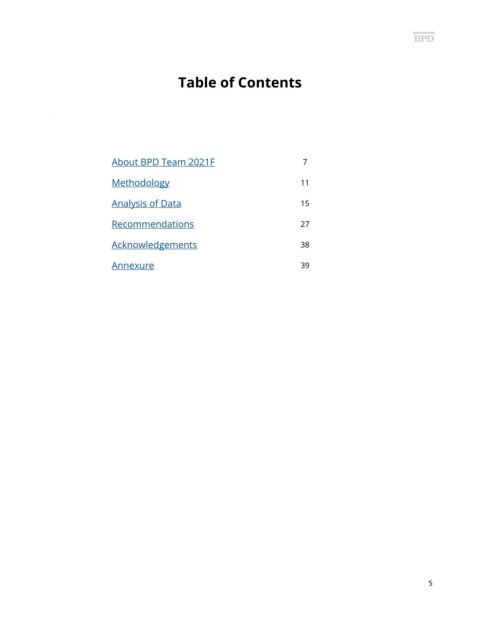 BPD
Table of Contents
About BPD Team 2021F 7
Methodology 11
Analysis of Data 15
Recommendations 27
Acknowledgements 38
Annexure 39
5